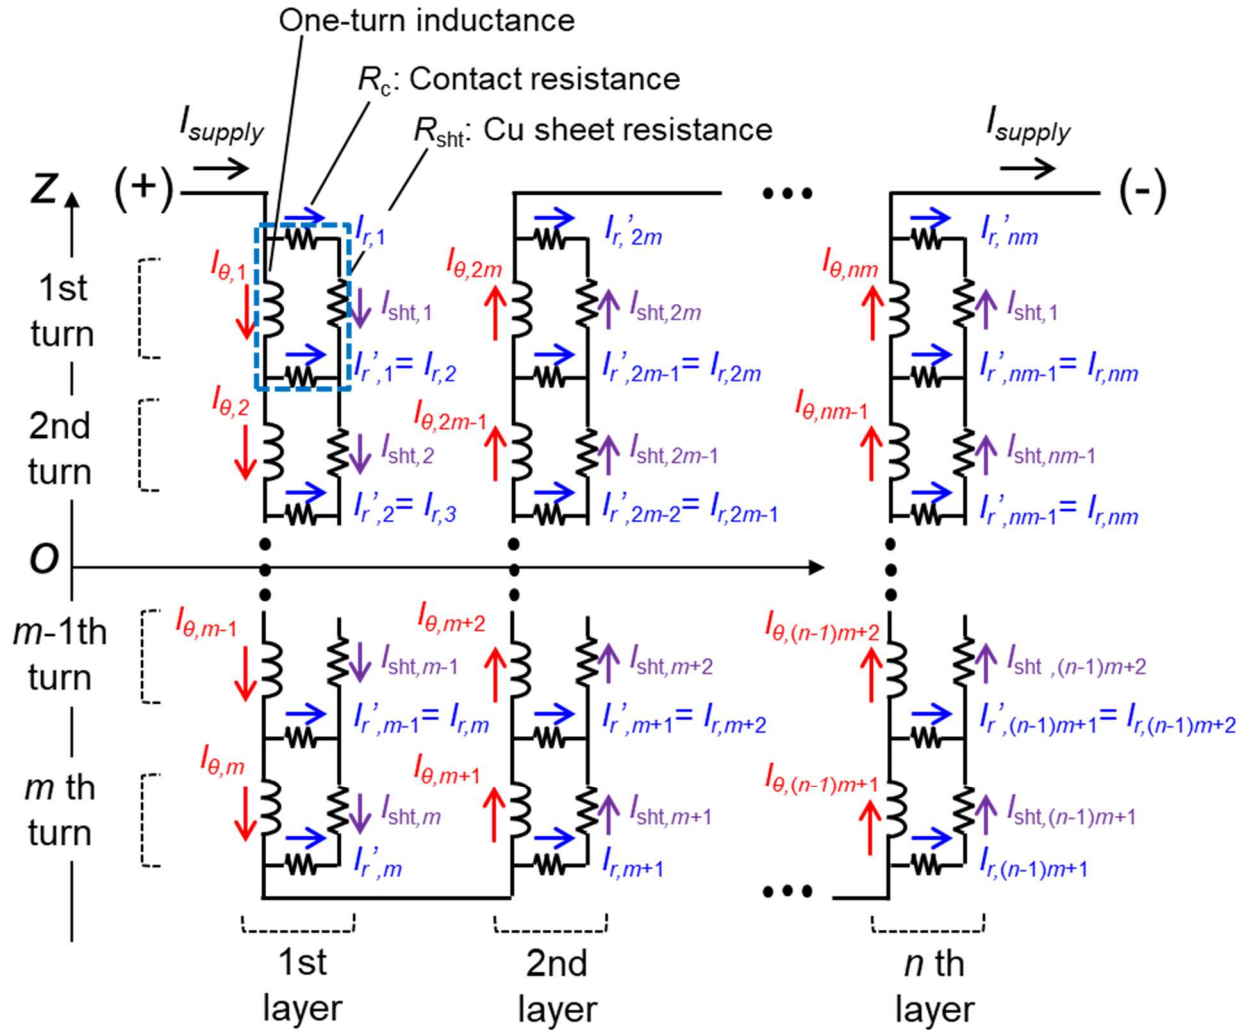 One-turn inductance
Rc: Contact resistance
Rsht: Cu sheet resistance
Isupply
Isupply
z
(+)
(-)
Ir,1
Ir,'2m
Ir,'nm
1st
turn
Iθ,1
Isht,1
Iθ,2m
Isht,2m
Iθ,nm
Isht,1
Ir',1= Ir,2
Ir',2m-1= Ir,2m
Ir',nm-1= Ir,nm
2nd
turn
Iθ,2
Isht,2
Iθ,2m-1
Isht,2m-1
Iθ,nm-1
Isht,nm-1
Ir',2= Ir,3
Ir',2m-2= Ir,2m-1
Ir',nm-1= Ir,nm
O
m-1th
turn
Iθ,m-1
Isht,m-1
Iθ,m+2
Isht,m+2
Iθ,(n-1)m+2
Isht ,(n-1)m+2
Ir',m-1= Ir,m
Ir',m+1= Ir,m+2
Ir',(n-1)m+1= Ir,(n-1)m+2
m th
turn
Iθ,m
Isht,m
Iθ,m+1
Isht,m+1
Iθ,(n-1)m+1
Isht,(n-1)m+1
Ir',m
Ir,m+1
Ir,(n-1)m+1
1st
layer
2nd
layer
n th
layer